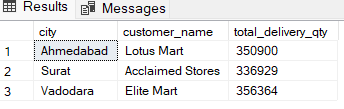 Results Messages
city customer_name total_delivery_qty
1 Ahmedabad Lotus Mart 350900
2 Surat Acclaimed Stores 336929
3 Vadodara Elite Mart 356364